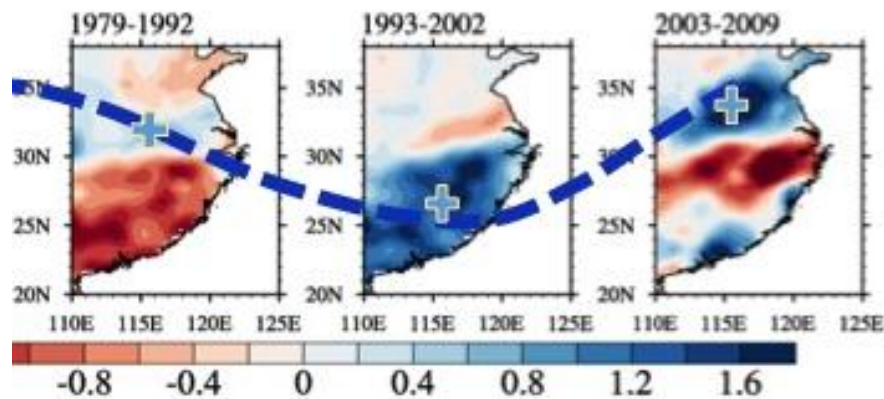 1979-1992 1993-2002 2003-2009
35N 35N 35N
30N 30N 30N
25N 25N 25N
20N 20N 20N
110E 115E 120E 125E 110E 115E 120E 125E 110E 115E 120E 125E
-0.8 -0.4 0 0.4 0.8 1.2 1.6